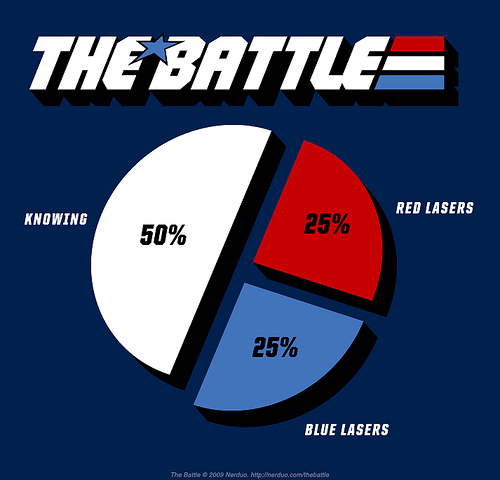 THE BATTLE
KNOWING
50%
25%
RED LASERS
25%
BLUE LASERS
The Battle © 2009 Nerduo. http://nerduo.com/thebattle